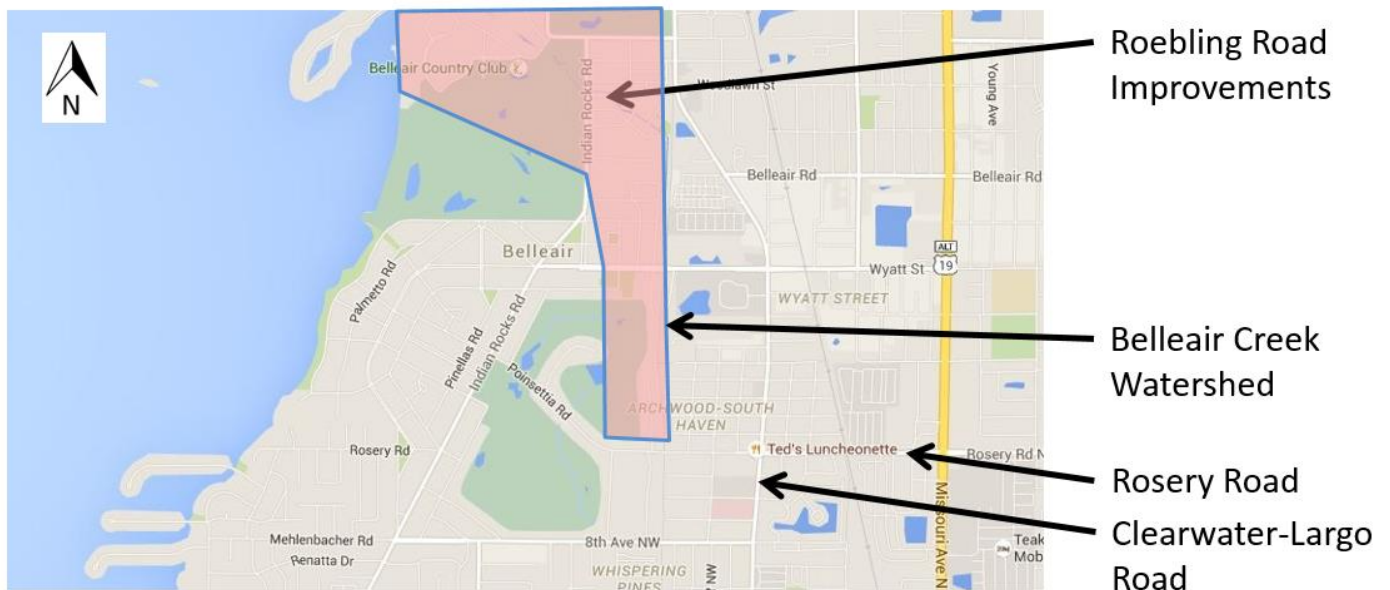 N
Belleair Country Club
Indian Rocks Rd
Woodlawn St
Young Ave
Roebling Road
Improvements
Belleair Rd
Belleair Rd
Belleair
ALT
19
Wyatt St
WYATT STREET
Palmetto Rd
Pinellas Rd
Indian Rocks Rd
Poinsettia Rd
Belleair Creek
Watershed
ARCHWOOD-SOUTH
HAVEN
Rosery Rd
Ted's Luncheonette
Rosery Rd N
Rosery Road
Missouri Ave N
Clearwater-Largo
Road
Mehlenbacher Rd
Renatta Dr
8th Ave NW
NW
WHISPERING
PINES
Teak
Mob